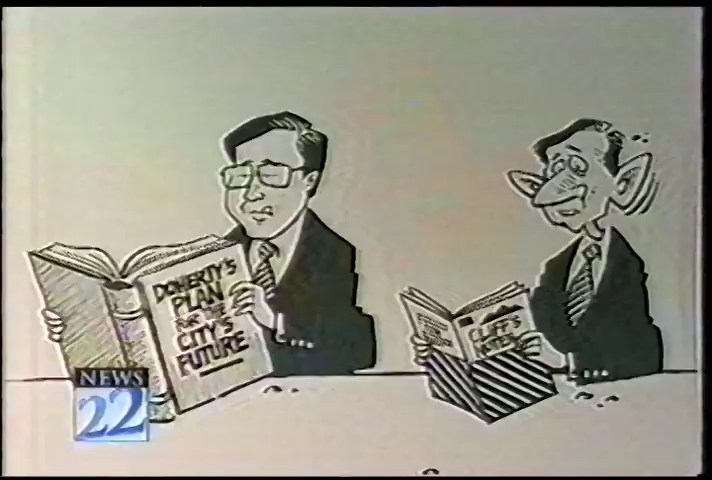 DOHERTY'S
PLAN
FOR THE
CITY'S
FUTURE
CLIFF'S
NOTES
NEWS
22